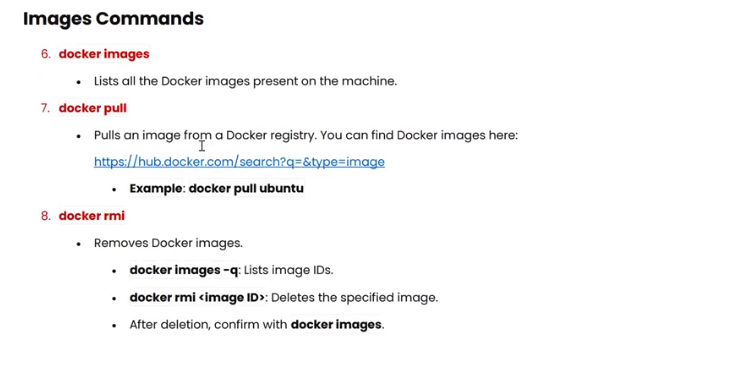 Images Commands
6. docker images
• Lists all the Docker images present on the machine.
7. docker pull
• Pulls an image from a Docker registry. You can find Docker images here:
https://hub.docker.com/search?q=&type=image
• Example: docker pull ubuntu
8. docker rmi
• Removes Docker images.
• docker images -q: Lists image IDs.
• docker rmi <image ID>: Deletes the specified image.
• After deletion, confirm with docker images.